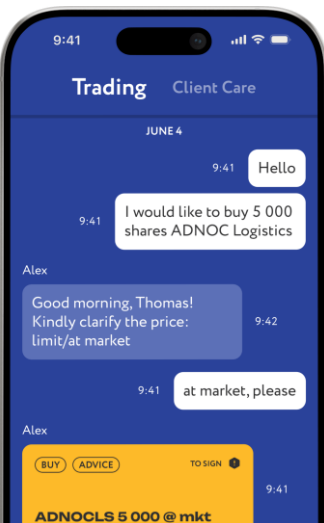 9:41
Trading Client Care
JUNE 4
9:41 Hello
I would like to buy 5 000
9:41
shares ADNOC Logistics
Alex
Good morning, Thomas!
Kindly clarify the price:
9:42
limit/at market
9:41 at market, please
Alex
BUY ADVICE TO SIGN
9:41
ADNOCLS 5 000 @ mkt